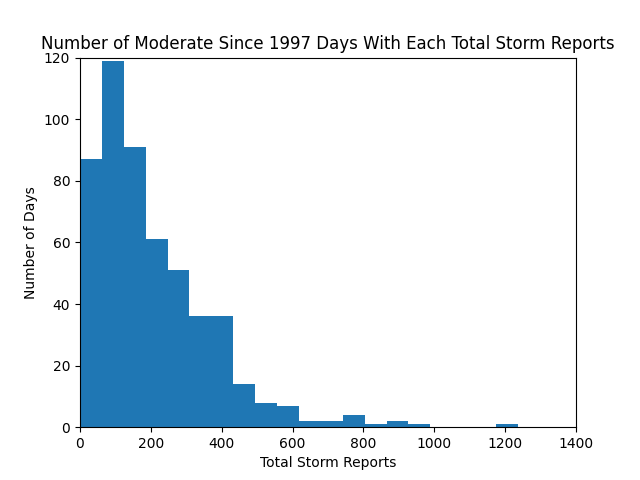 Number of Moderate Since 1997 Days With Each Total Storm Reports
120
100
80
60
40
20
0
Number of Days
0 200 400 600 800 1000 1200 1400
Total Storm Reports